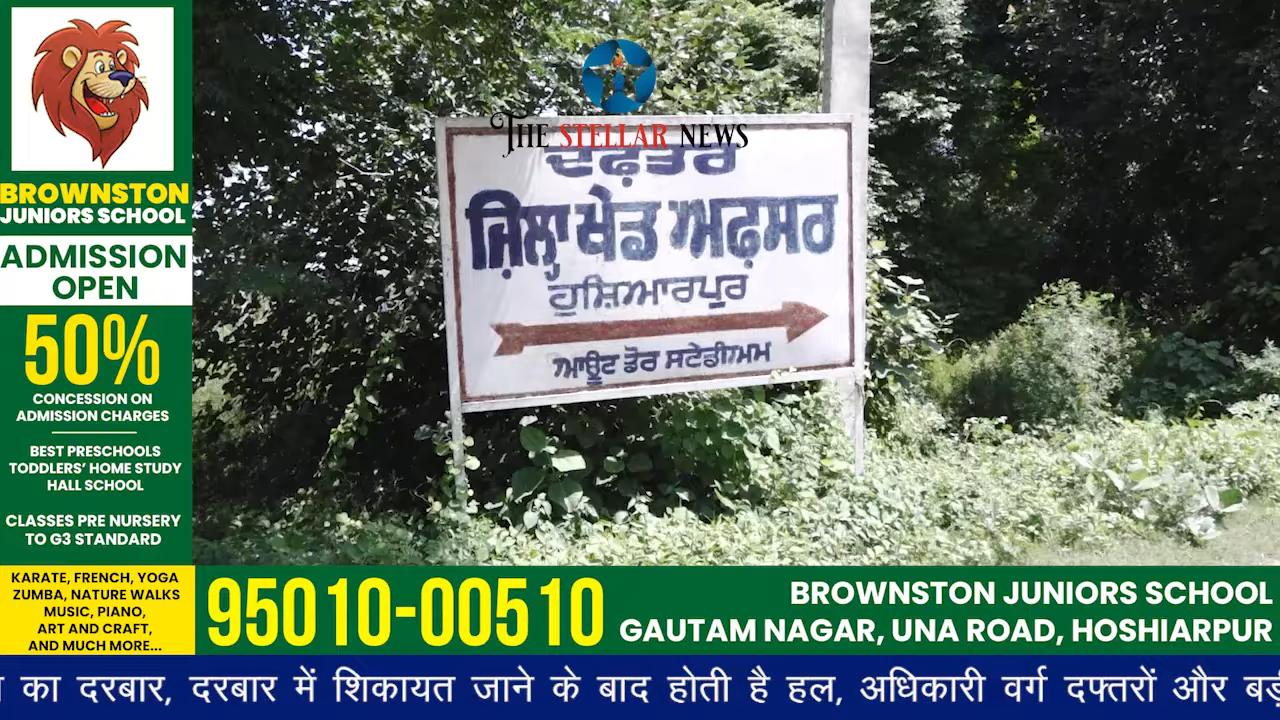 BROWNSTON
JUNIORS SCHOOL
ADMISSION
OPEN
50%
CONCESSION ON
ADMISSION CHARGES
BEST PRESCHOOLS
TODDLERS' HOME STUDY
HALL SCHOOL
CLASSES PRE NURSERY
TO G3 STANDARD
KARATE, FRENCH, YOGA
ZUMBA, NATURE WALKS
MUSIC, PIANO,
ART AND CRAFT,
AND MUCH MORE...
THE STELLAR NEWS
ਦਫ਼ਤਰ
ਜ਼ਿਲ੍ਹਾ ਖੇਡ ਅਫ਼ਸਰ
ਹੁਸ਼ਿਆਰਪੁਰ
ਆਊਟ ਡੋਰ ਸਟੇਡੀਅਮ
95010-00510
BROWNSTON JUNIORS SCHOOL
GAUTAM NAGAR, UNA ROAD, HOSHIARPUR
का दरबार, दरबार में शिकायत जाने के बाद होती है हल, अधिकारी वर्ग दफ्तरों और